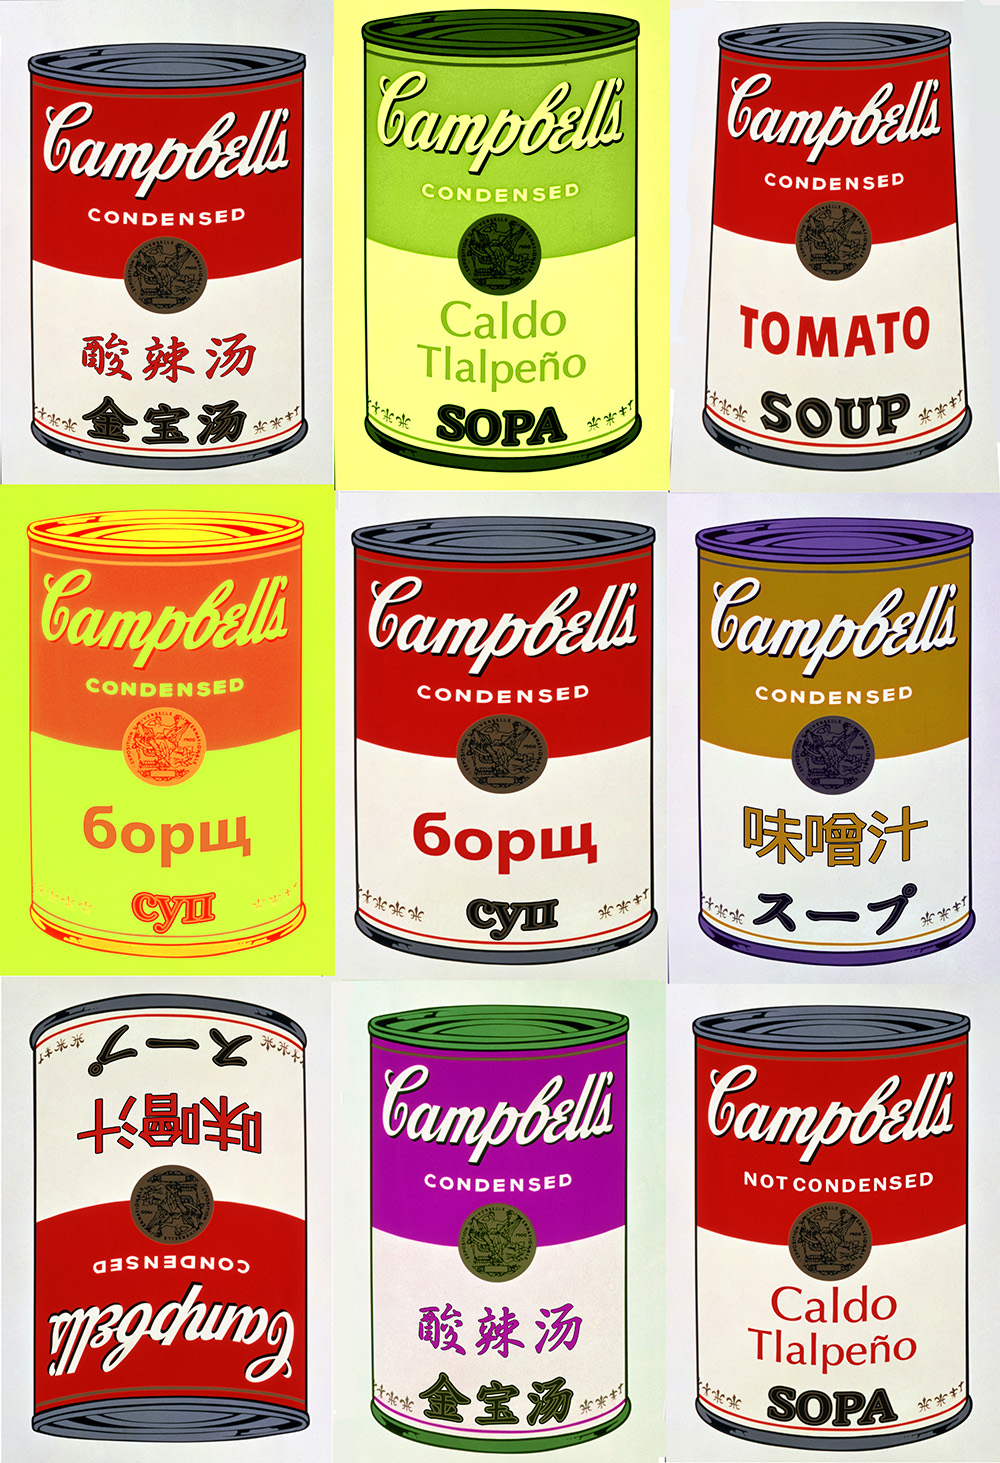 Campbell's
CONDENSED
酸辣汤
金宝汤
Campbell's
CONDENSED
Caldo
Tlalpeño
SOPA
Campbell's
CONDENSED
TOMATO
SOUP
Campbell's
CONDENSED
борщ
суп
Campbell's
CONDENSED
борщ
суп
Campbell's
CONDENSED
味噌汁
スープ
Campbell's
CONDENSED
味噌汁
スープ
Campbell's
CONDENSED
酸辣汤
金宝汤
Campbell's
NOT CONDENSED
Caldo
Tlalpeño
SOPA